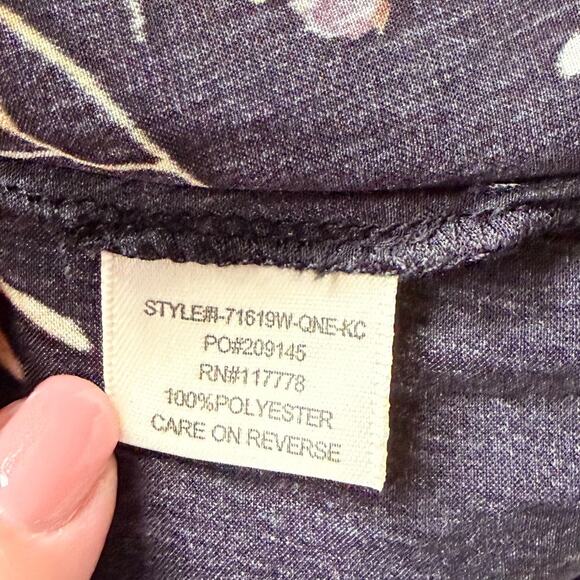 STYLE#I-71619W-QNE-KC
PO#209145
RN#117778
100%POLYESTER
CARE ON REVERSE